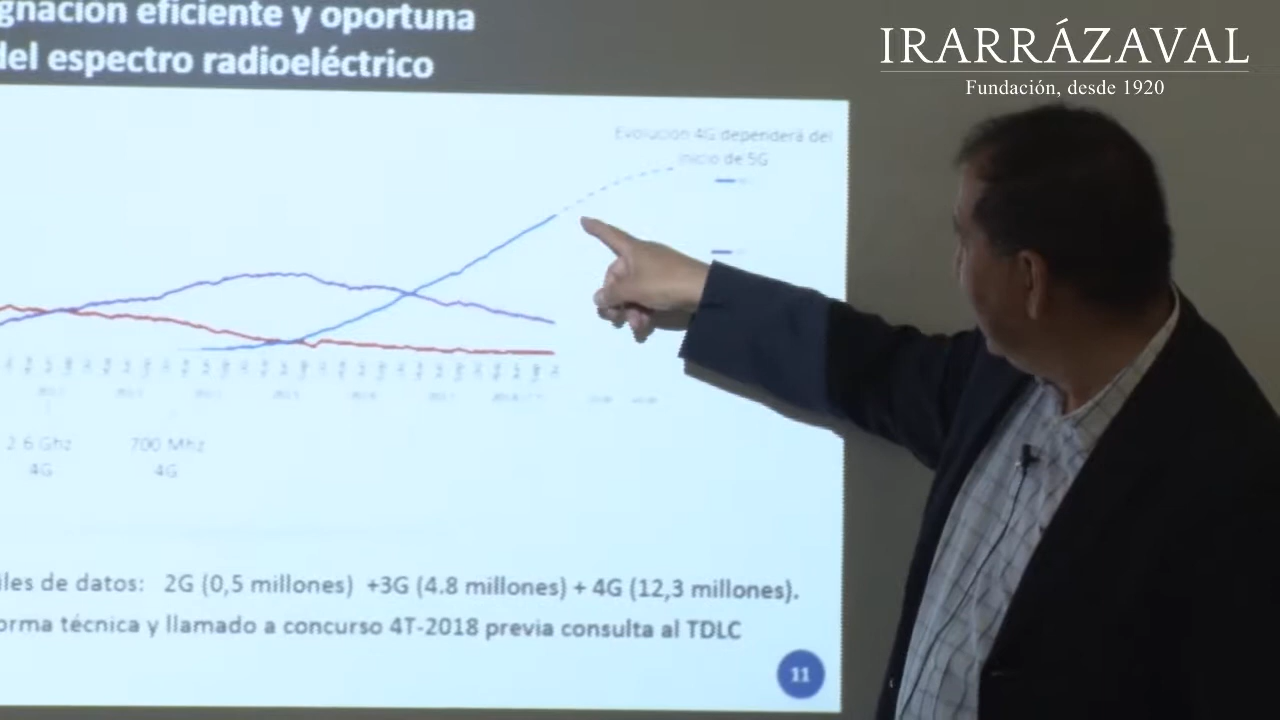 gnación eficiente y oportuna
del espectro radioeléctrico
IRARRÁZAVAL
Fundación, desde 1920
Evolución 4G dependerá del
inicio de 5G
2.6 Ghz
4G
700 Mhz
4G
iles de datos: 2G (0,5 millones) +3G (4.8 millones) + 4G (12,3 millones).
orma técnica y llamado a concurso 4T-2018 previa consulta al TDLC
11